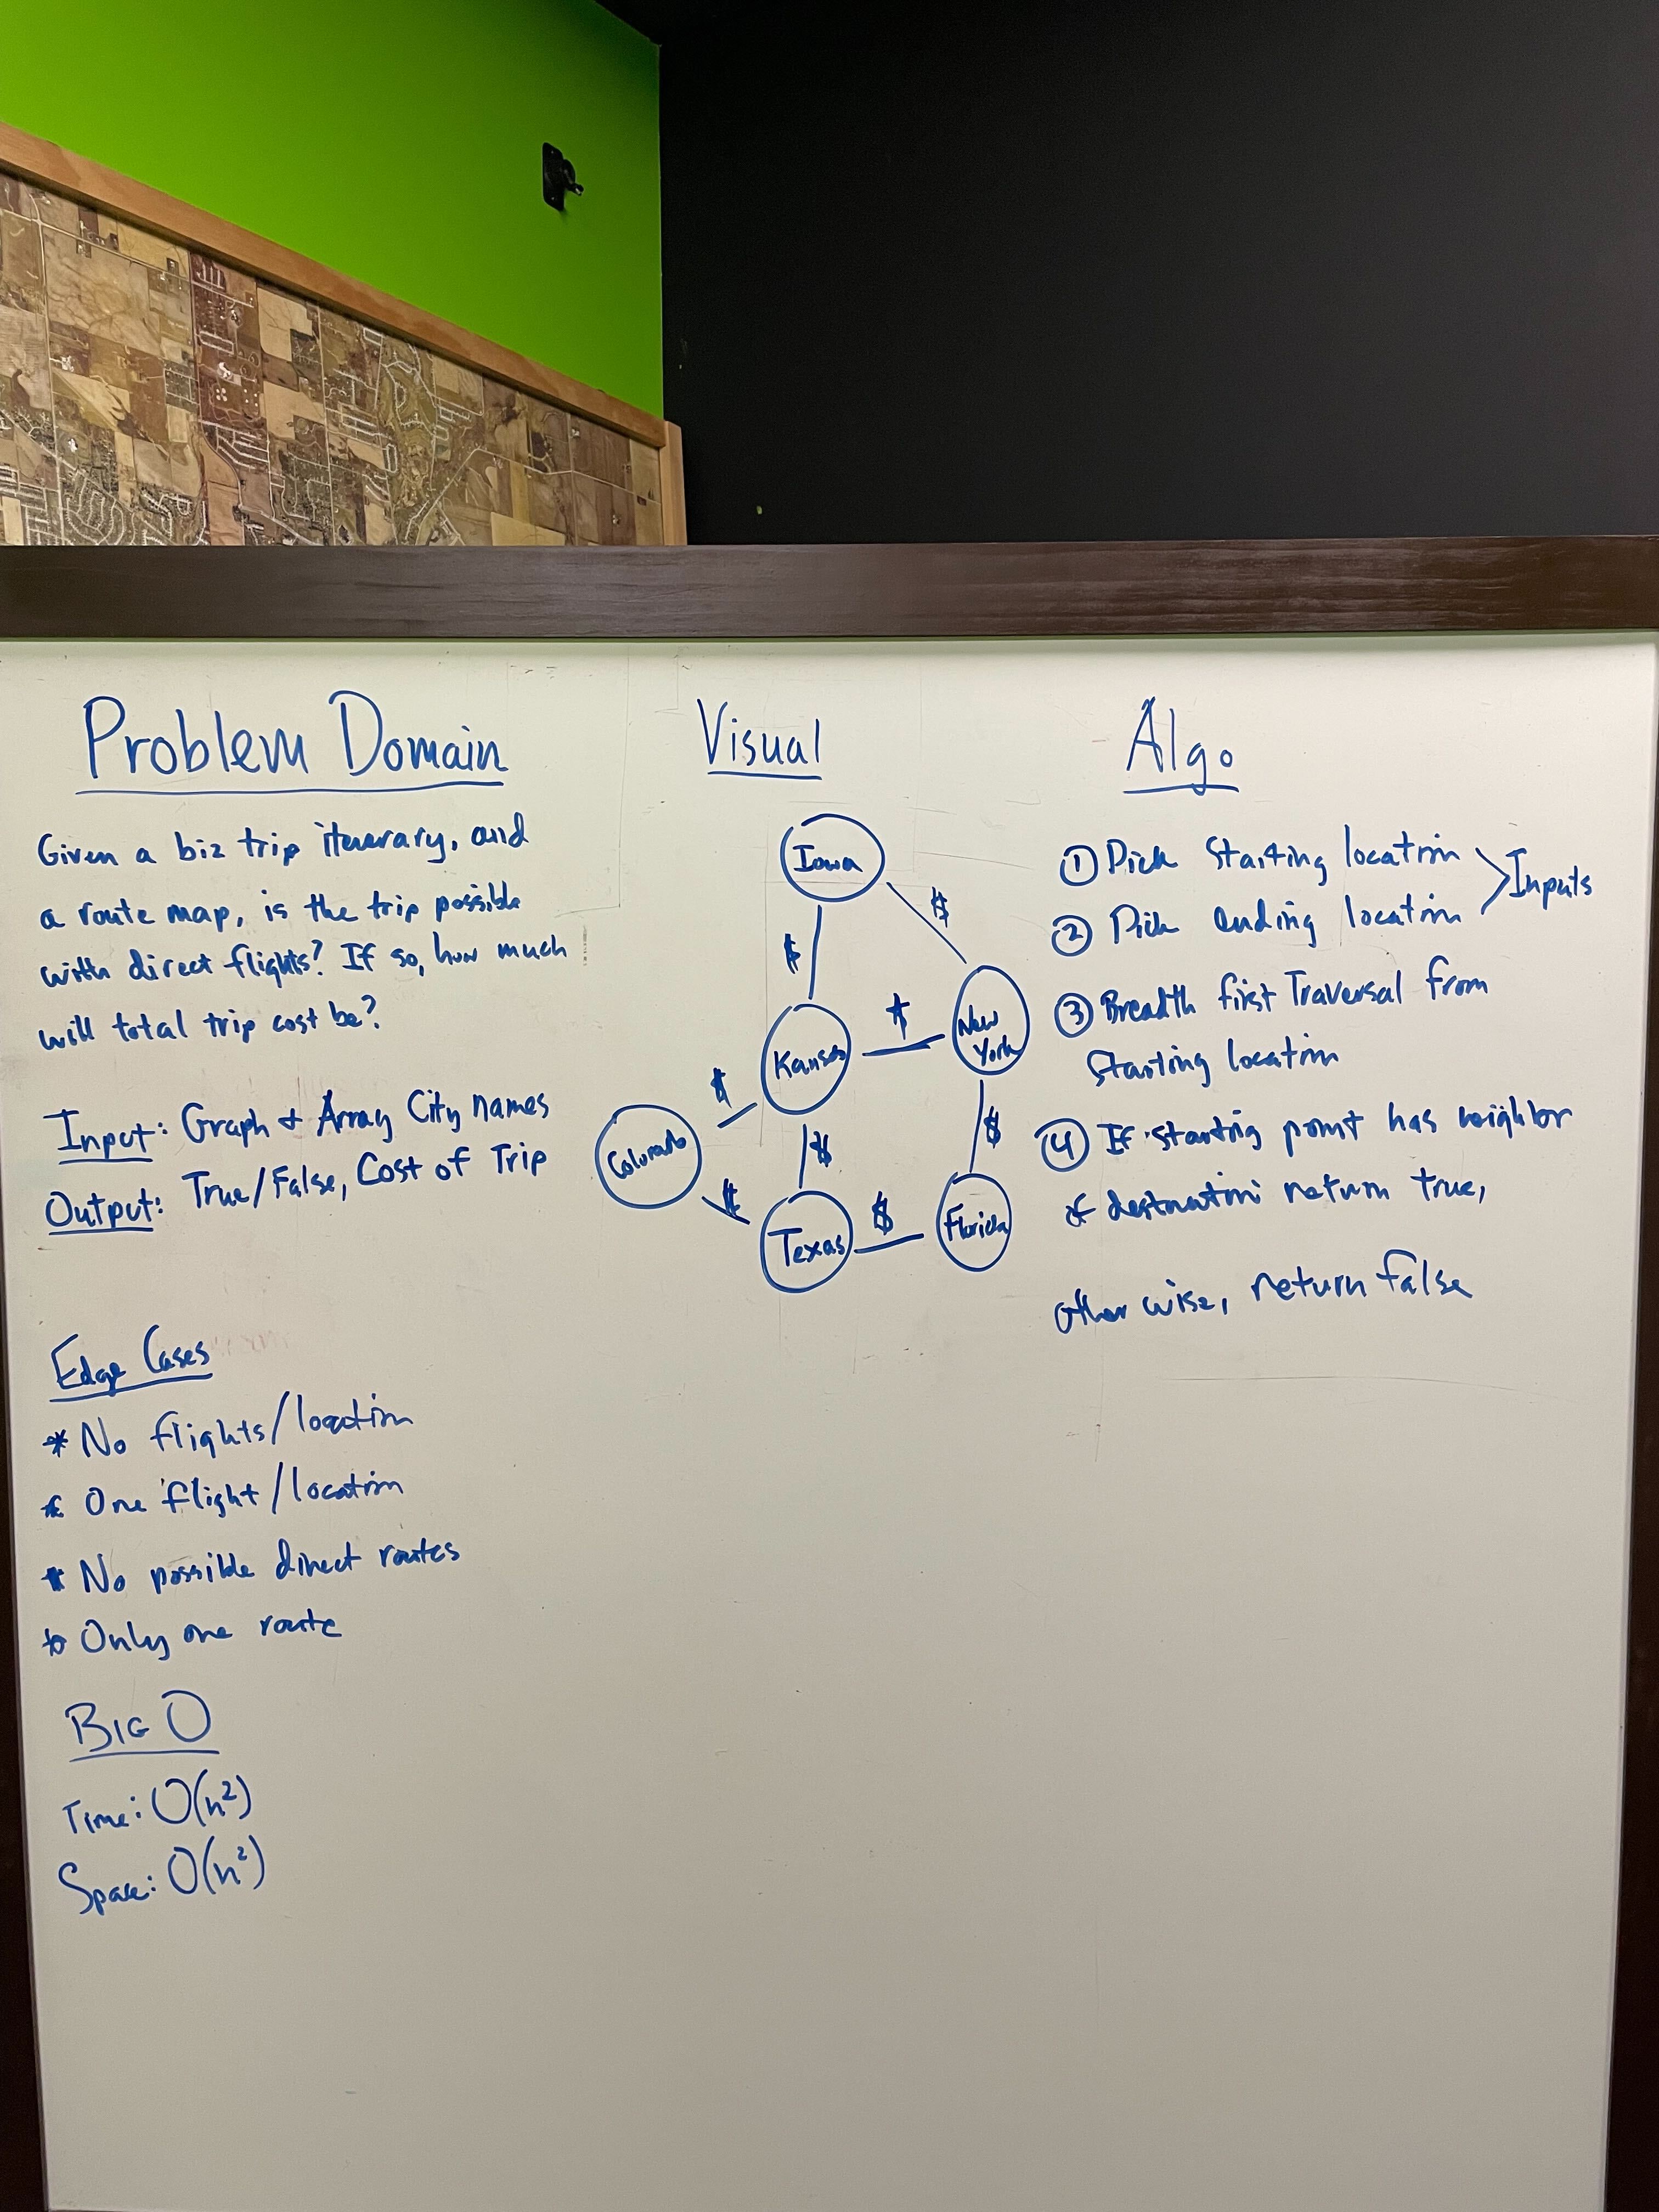 Problem Domain
Given a biz trip itenerary, and
a route map, is the trip possible
with direct flights? If so, how much
will total trip cost be?
Input: Graph & Array City names
Output: True/False, Cost of Trip
Edge Cases
* No flights/location
* One flight/location
* No possible direct routes
* Only one route
BIG O
Time: O(n²)
Space: O(n²)
Visual
Iowa
$
$
Kansas
$
New
York
$
Colorado
$
$
$
Texas
$
Florida
Algo
① Pick Starting location
② Pick ending location
Inputs
③ Breadth first Traversal from
Starting location
④ If starting point has neighbor
of destination return true,
otherwise, return false